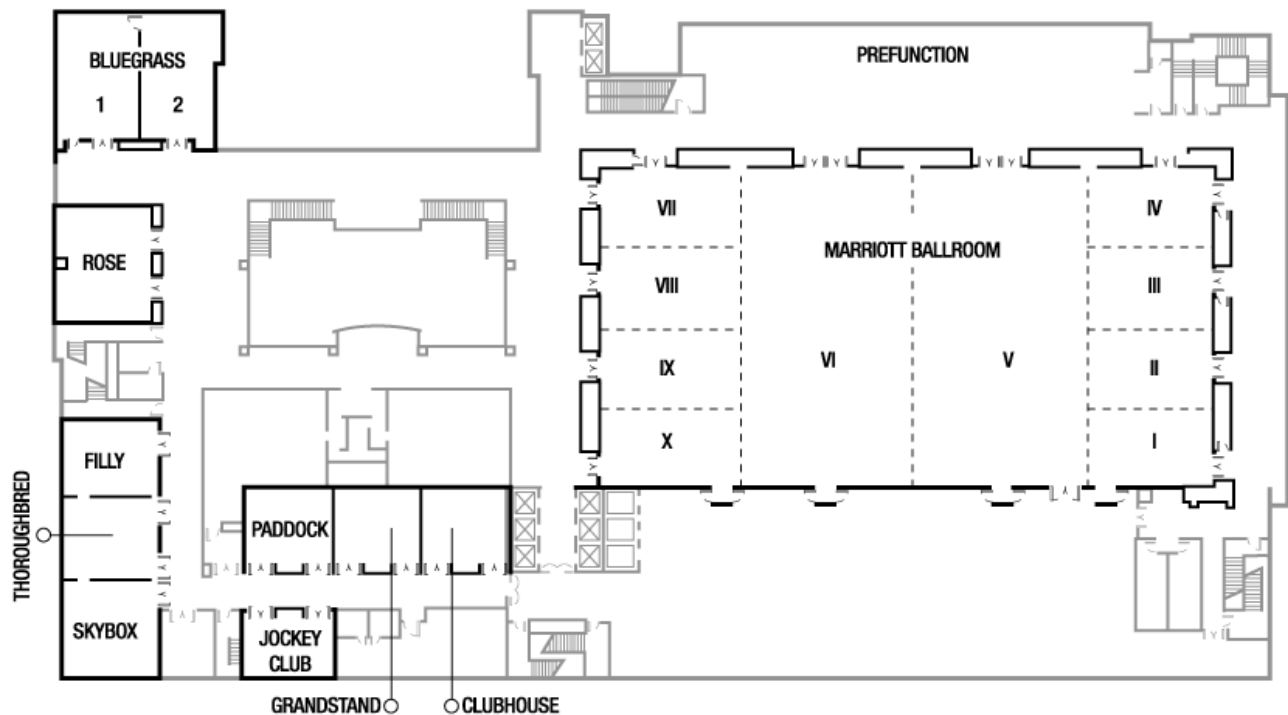 BLUEGRASS
1
2
PREFUNCTION
ROSE
VII
IV
MARRIOTT BALLROOM
VIII
III
IX
VI
V
II
X
I
FILLY
THOROUGHBRED
PADDOCK
SKYBOX
JOCKEY
CLUB
GRANDSTAND
CLUBHOUSE